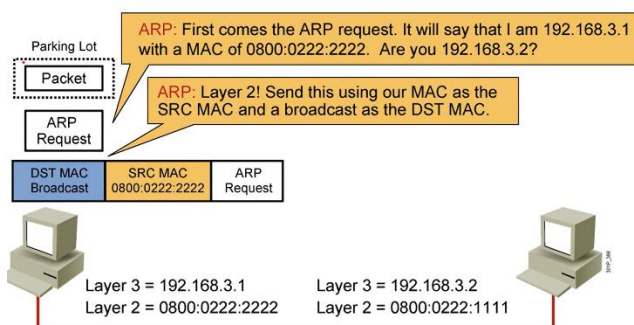 ARP: First comes the ARP request. It will say that I am 192.168.3.1
with a MAC of 0800:0222:2222. Are you 192.168.3.2?
Parking Lot
Packet
ARP: Layer 2! Send this using our MAC as the
SRC MAC and a broadcast as the DST MAC.
ARP
Request
DST MAC
Broadcast
SRC MAC
0800:0222:2222
ARP
Request
Layer 3 = 192.168.3.1
Layer 2 = 0800:0222:2222
Layer 3 = 192.168.3.2
Layer 2 = 0800:0222:1111